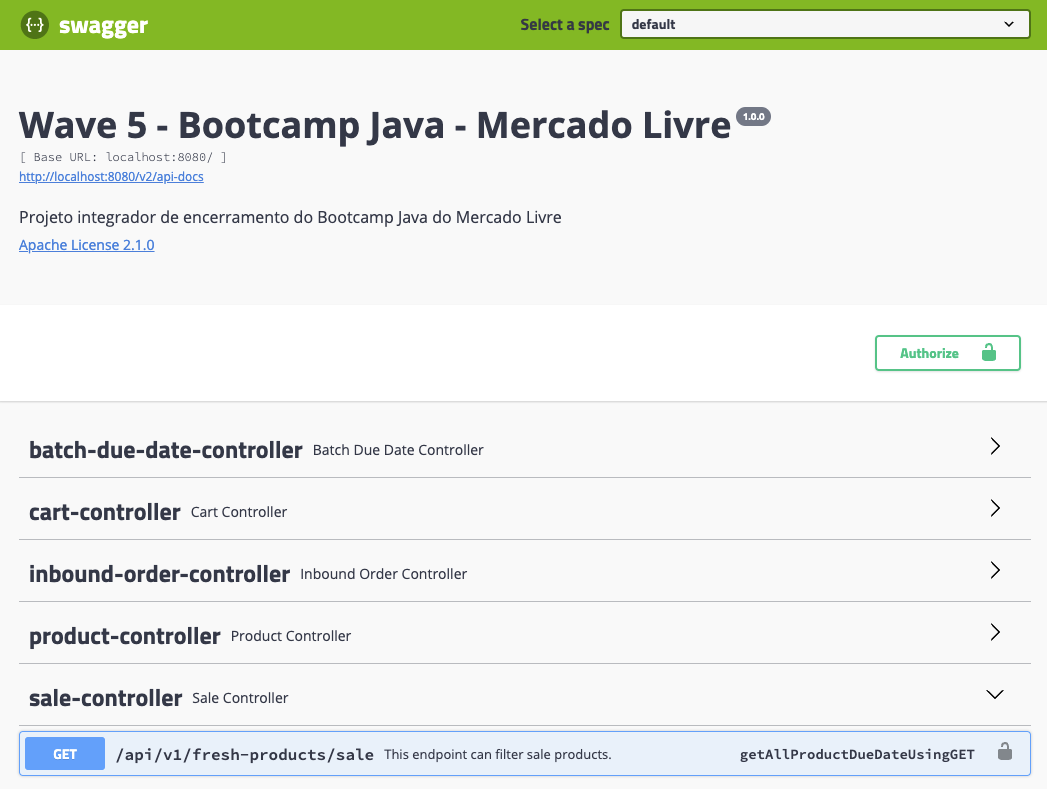 swagger
Select a spec default
Wave 5 - Bootcamp Java - Mercado Livre 1.0.0
[ Base URL: localhost:8080/ ]
http://localhost:8080/v2/api-docs
Projeto integrador de encerramento do Bootcamp Java do Mercado Livre
Apache License 2.1.0
Authorize
batch-due-date-controller Batch Due Date Controller
cart-controller Cart Controller
inbound-order-controller Inbound Order Controller
product-controller Product Controller
sale-controller Sale Controller
GET /api/v1/fresh-products/sale This endpoint can filter sale products. getAllProductDueDateUsingGET